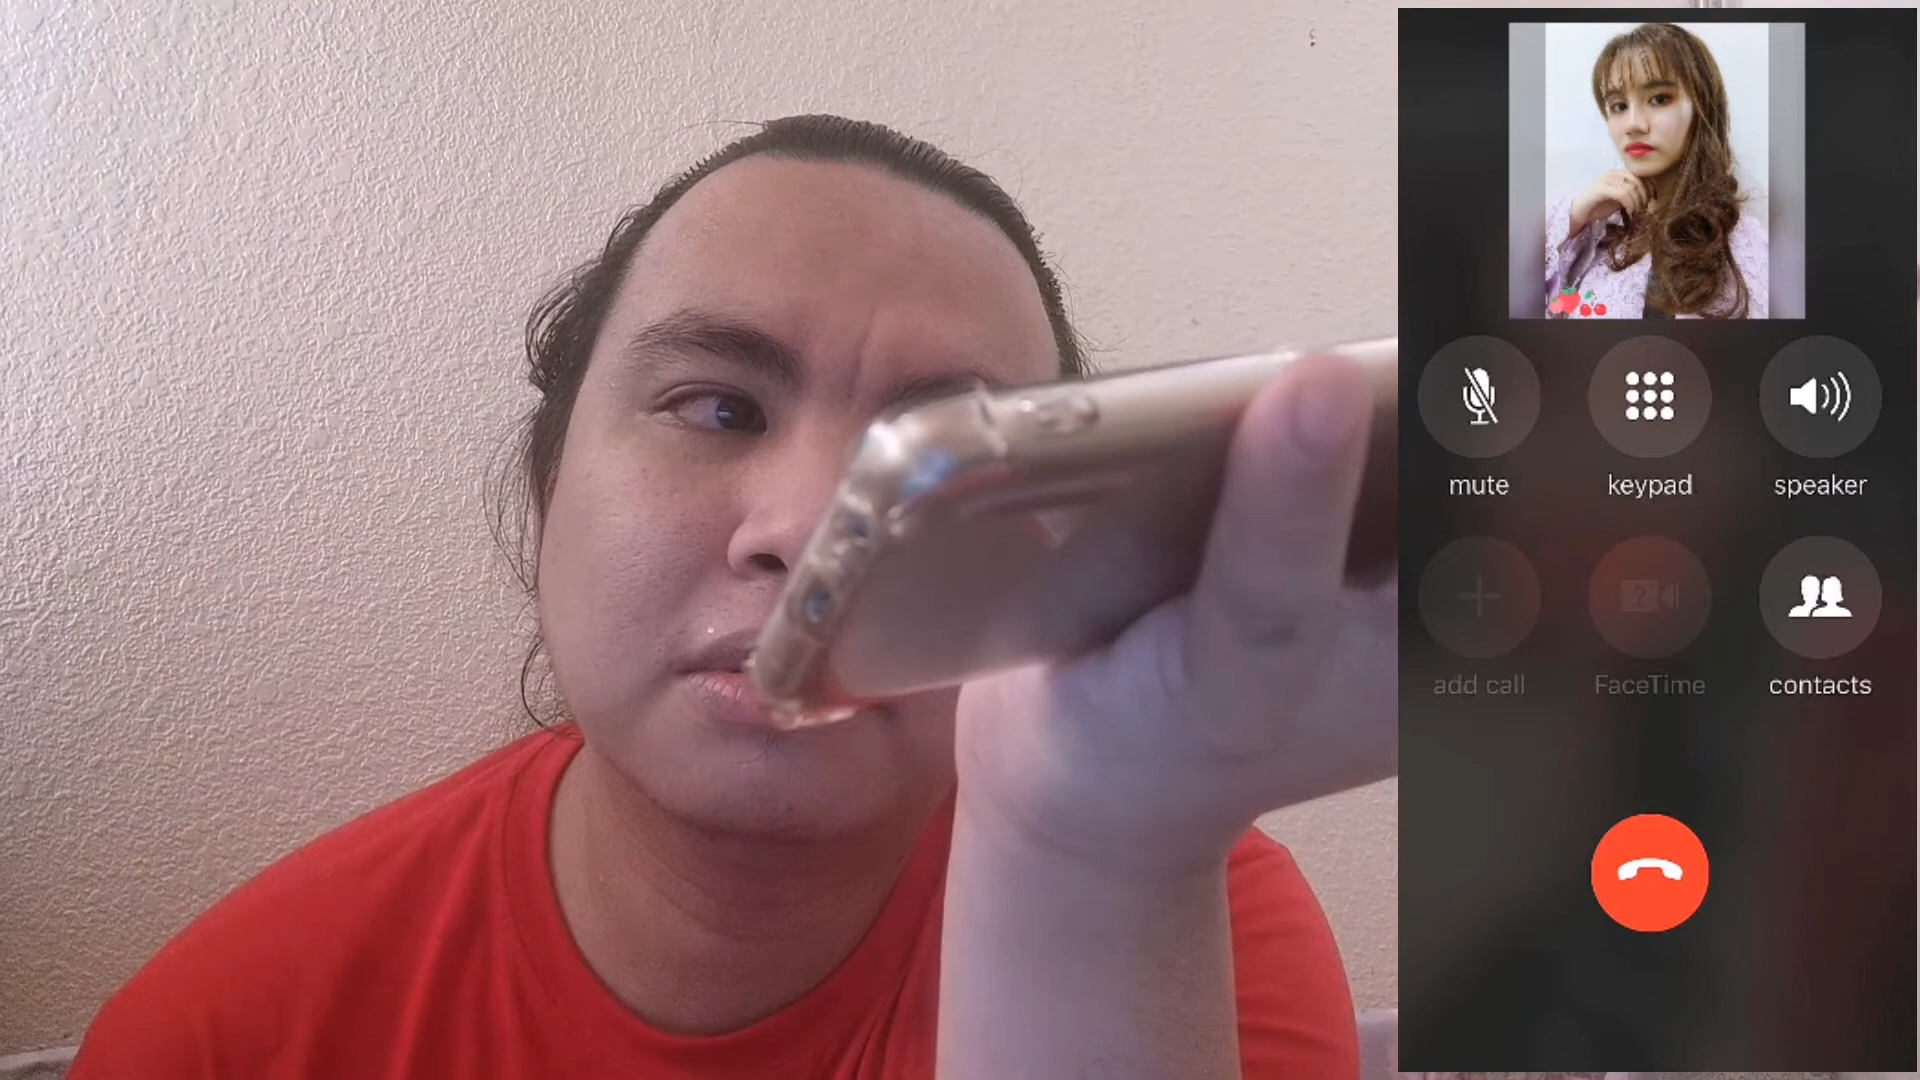 mute
keypad
speaker
add call
FaceTime
contacts